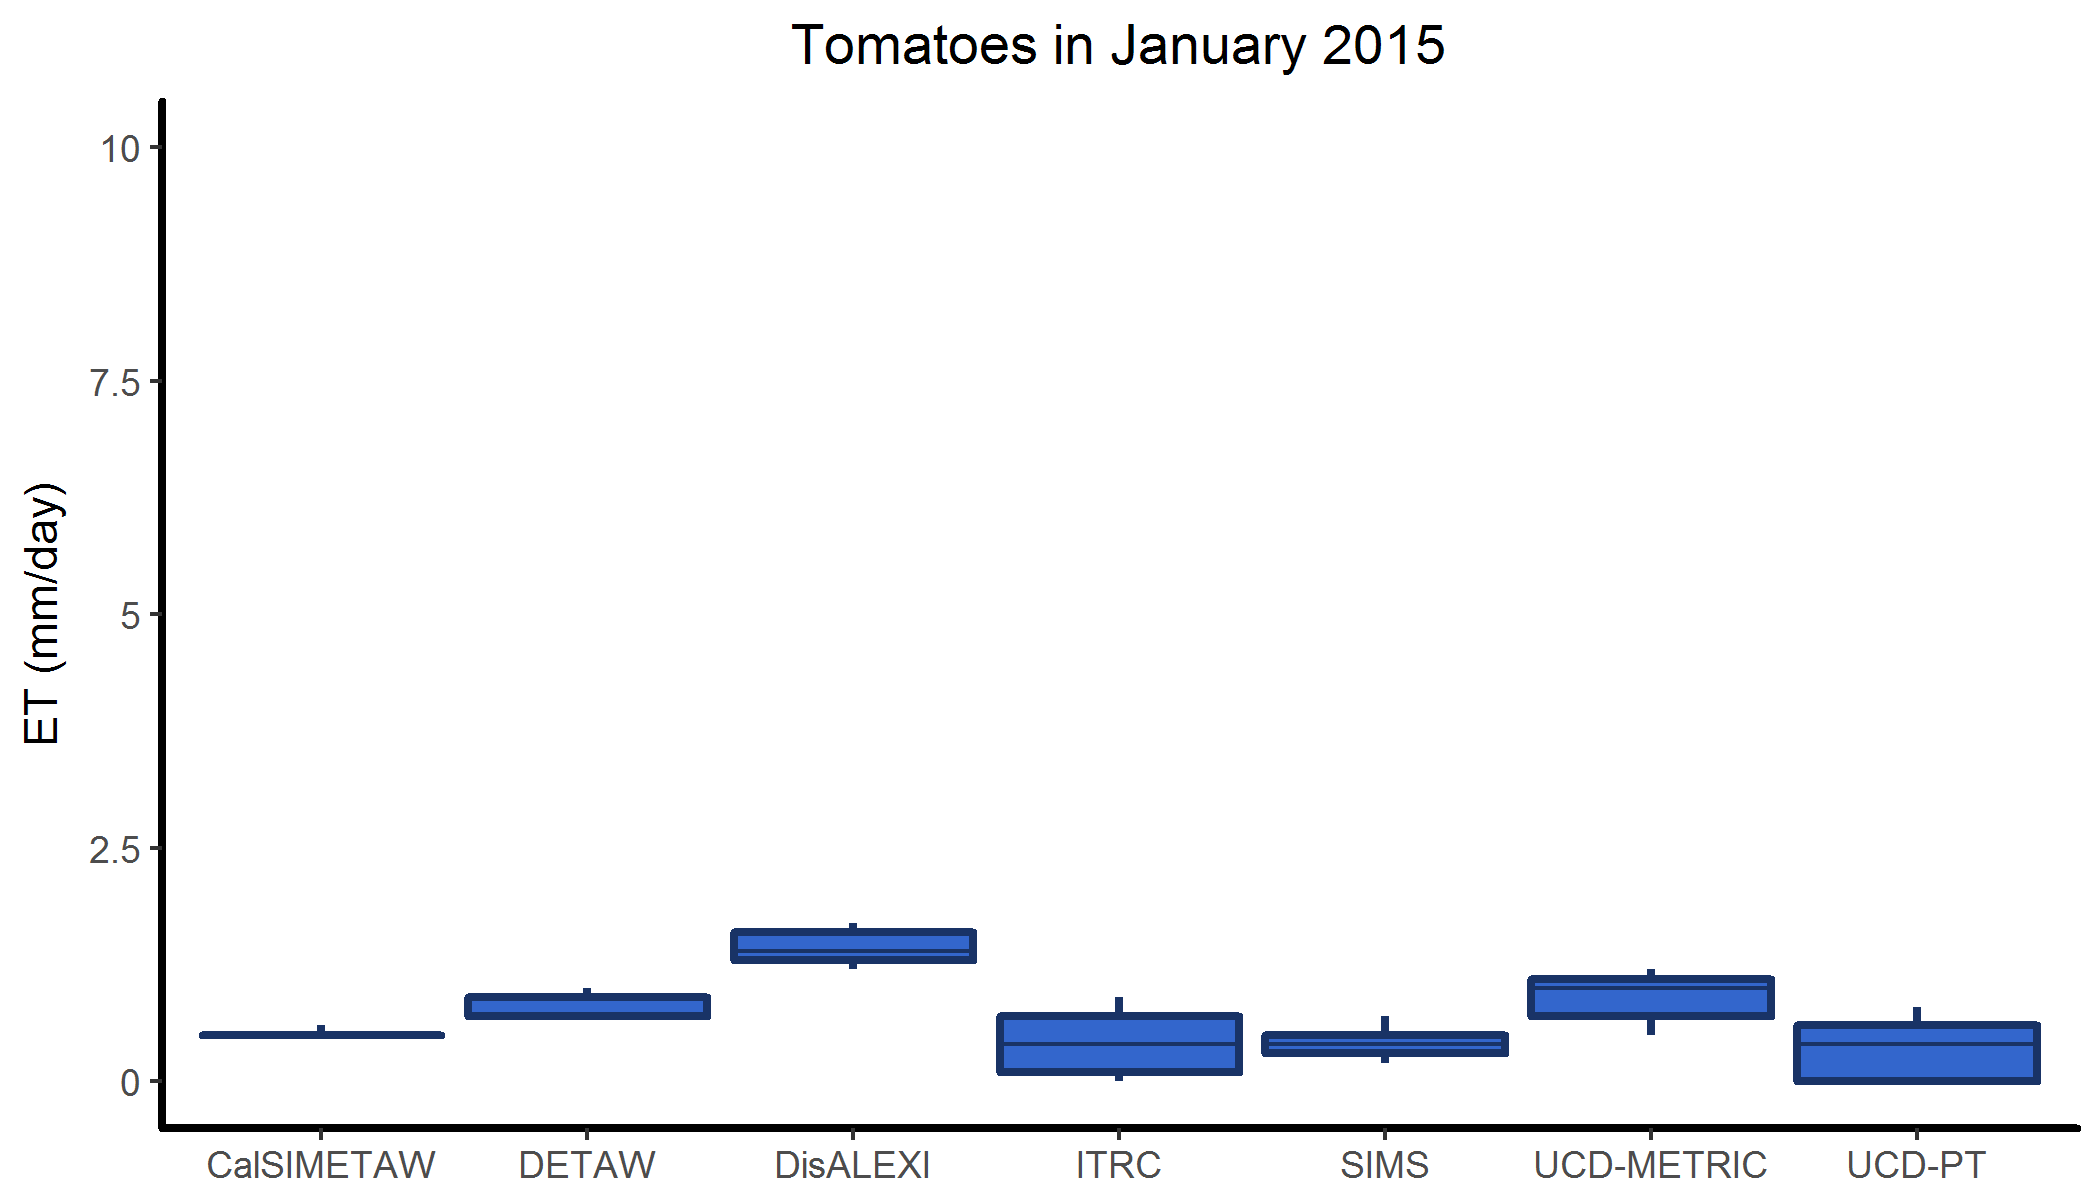 Tomatoes in January 2015
10
7.5
5
2.5
0
ET (mm/day)
CalSIMETAW DETAW DisALEXI ITRC SIMS UCD-METRIC UCD-PT